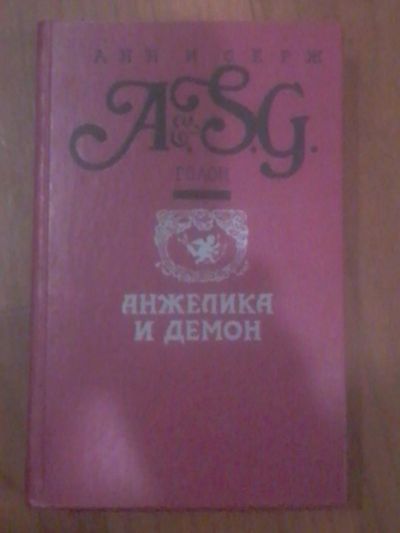 АНН И СЕРЖ
A. & S.G.
ГОЛОН
АНЖЕЛИКА
И ДЕМОН